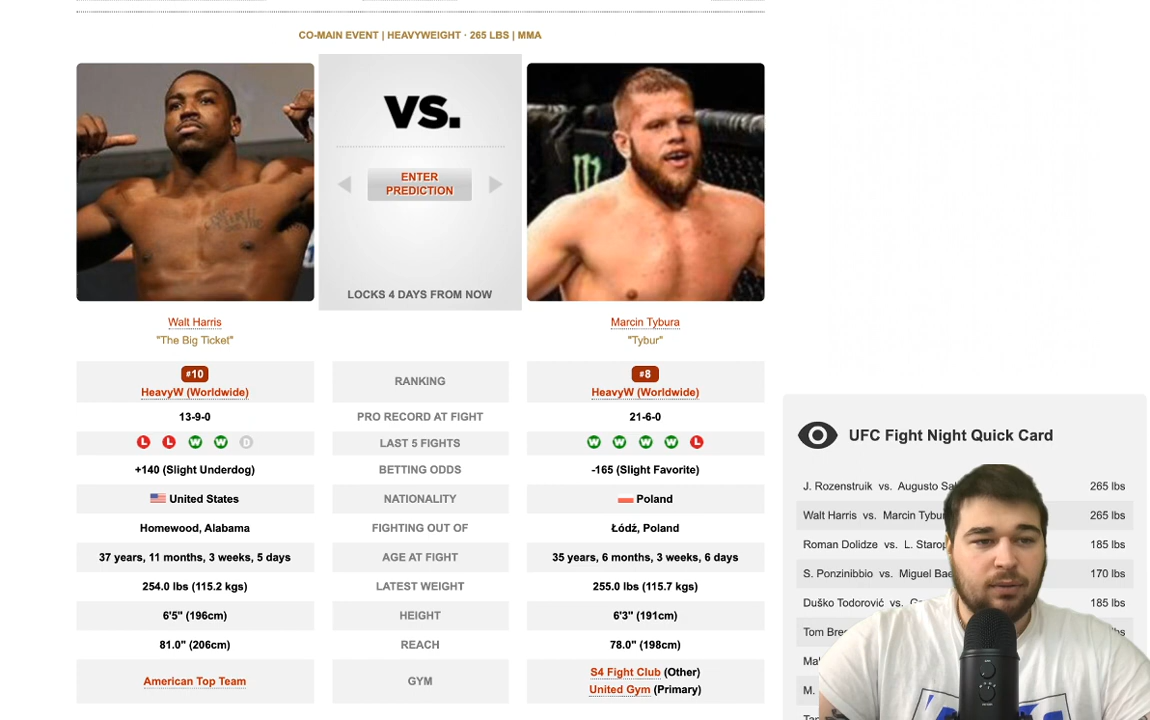 CO-MAIN EVENT | HEAVYWEIGHT · 265 LBS | MMA
VS.
ENTER
PREDICTION
LOCKS 4 DAYS FROM NOW
Walt Harris
Marcin Tybura
"The Big Ticket"
"Tybur"
#10
HeavyW (Worldwide)
RANKING
#8
HeavyW (Worldwide)
13-9-0 PRO RECORD AT FIGHT 21-6-0
L L W W D LAST 5 FIGHTS W W W W L
+140 (Slight Underdog) BETTING ODDS -165 (Slight Favorite)
United States NATIONALITY Poland
Homewood, Alabama FIGHTING OUT OF Łódź, Poland
37 years, 11 months, 3 weeks, 5 days AGE AT FIGHT 35 years, 6 months, 3 weeks, 6 days
254.0 lbs (115.2 kgs) LATEST WEIGHT 255.0 lbs (115.7 kgs)
6'5" (196cm) HEIGHT 6'3" (191cm)
81.0" (206cm) REACH 78.0" (198cm)
American Top Team GYM S4 Fight Club (Other)
United Gym (Primary)
UFC Fight Night Quick Card
J. Rozenstruik vs. Augusto 265 lbs
Walt Harris vs. Marcin 265 lbs
Roman Dolidze vs. L. 185 lbs
S. Ponzinibbio vs. Miguel 170 lbs
Duško Todorović vs. 185 lbs
Tom lbs
M.